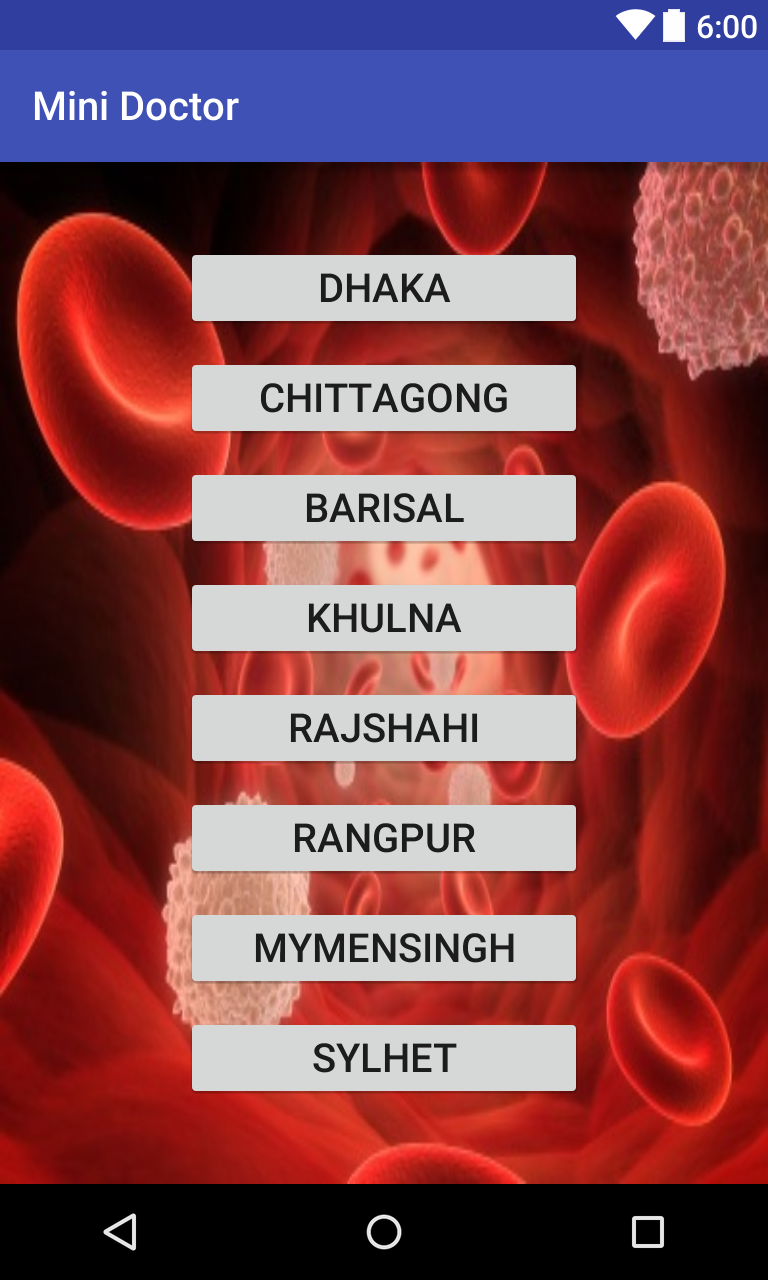 6:00
Mini Doctor
DHAKA
CHITTAGONG
BARISAL
KHULNA
RAJSHAHI
RANGPUR
MYMENSINGH
SYLHET